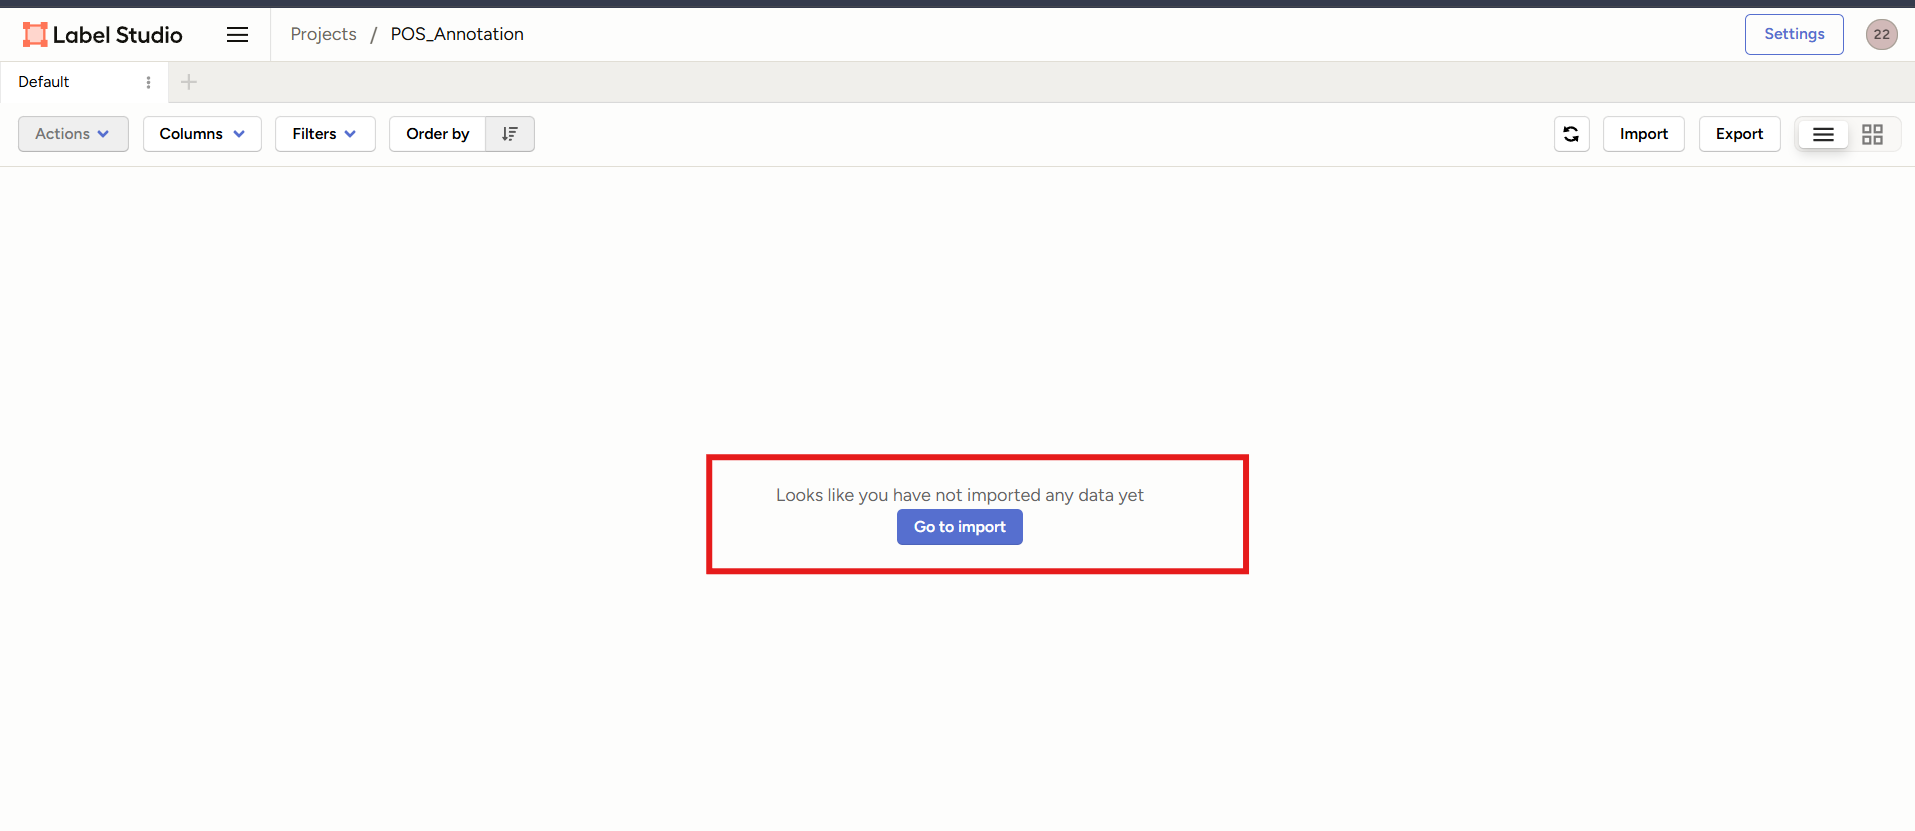 Label Studio
Projects / POS_Annotation
Settings
22
Default
Actions
Columns
Filters
Order by
Import
Export
Looks like you have not imported any data yet
Go to import